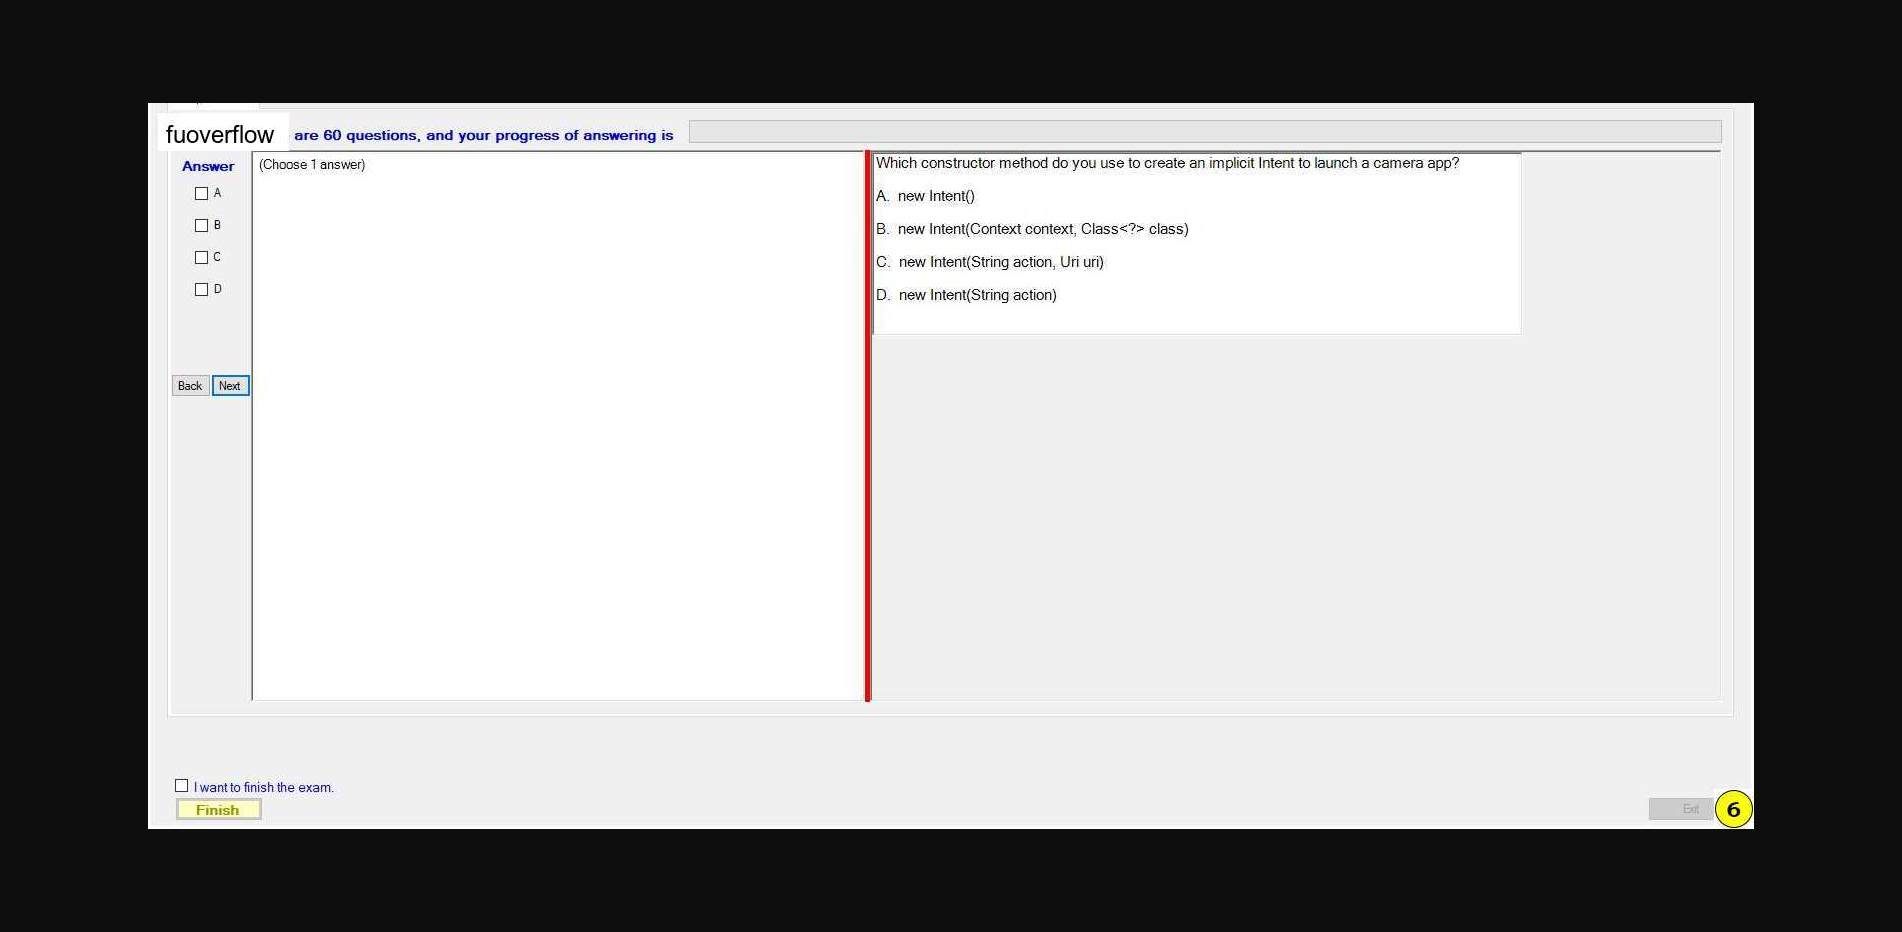 fuoverflow are 60 questions, and your progress of answering is
Answer
(Choose 1 answer)
A
B
C
D
Back Next
Which constructor method do you use to create an implicit Intent to launch a camera app?
A. new Intent()
B. new Intent(Context context, Class<?> class)
C. new Intent(String action, Uri uri)
D. new Intent(String action)
I want to finish the exam.
Finish
Exit
6